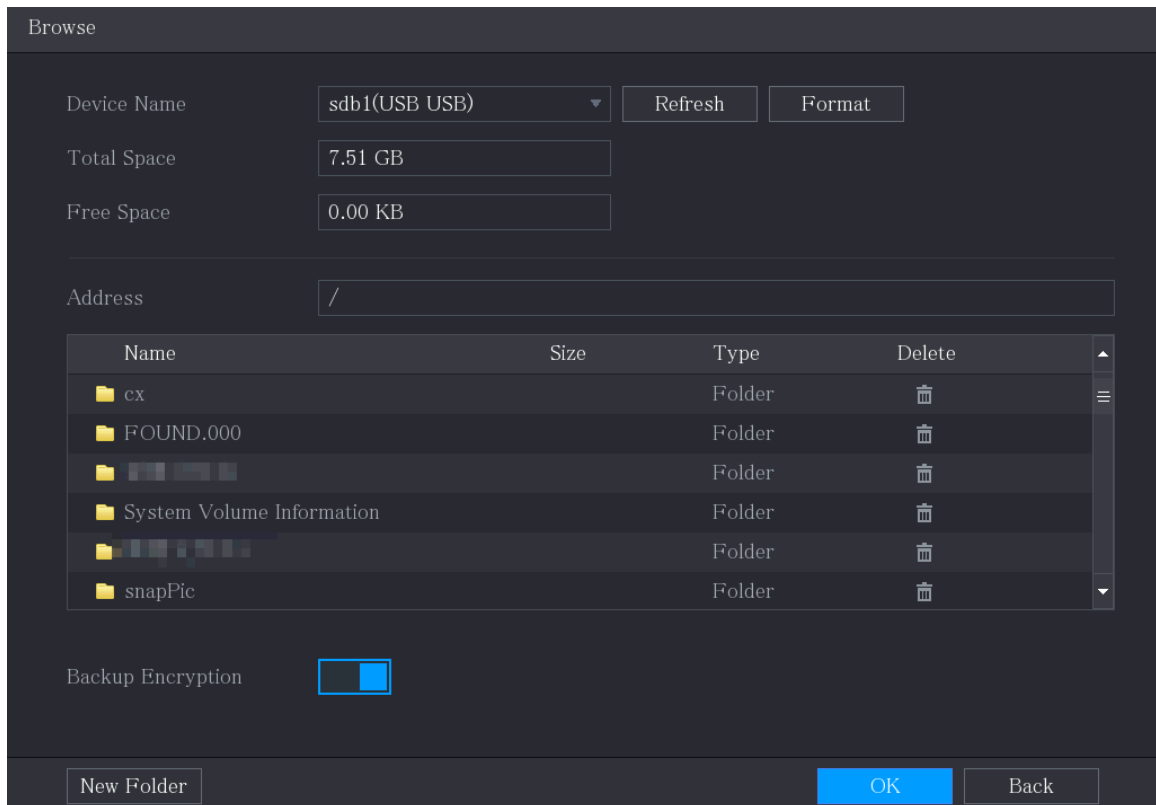 Browse
Device Name sdb1(USB USB) Refresh Format
Total Space 7.51 GB
Free Space 0.00 KB
Address /
Name Size Type Delete
cx Folder
FOUND.000 Folder
Folder
System Volume Information Folder
Folder
snapPic Folder
Backup Encryption
New Folder OK Back